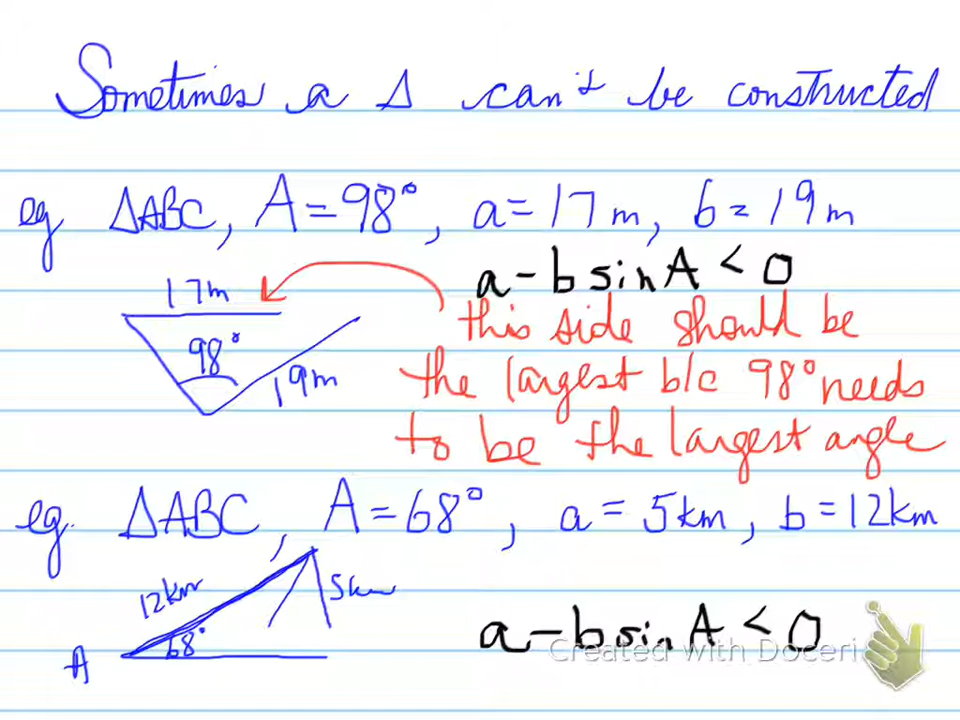 Sometimes a Δ can't be constructed
eg ΔABC, A = 98°, a = 17m, b = 19m
a - b sin A < 0
17m
98°
19m
this side should be
the largest b/c 98° needs
to be the largest angle
eg. ΔABC, A = 68°, a = 5km, b = 12km
12km
5km
68°
A
a - b sin A < 0
Created with Doceri